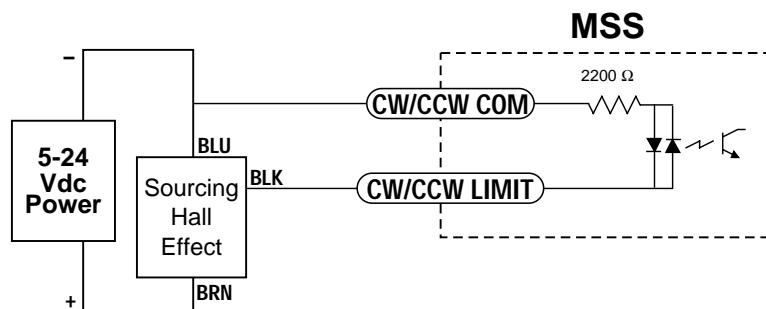 MSS
–
2200 Ω
CW/CCW COM
5-24
Vdc
Power
BLU
Sourcing
Hall
Effect
BLK
CW/CCW LIMIT
+
BRN